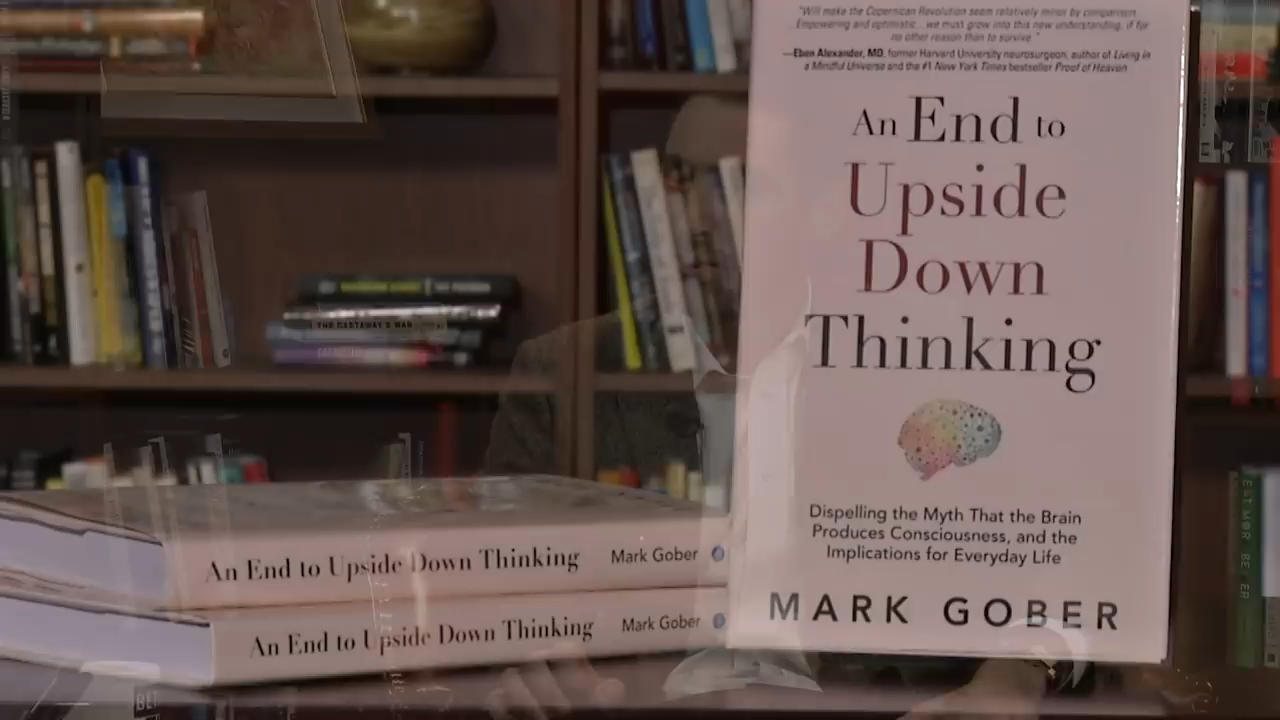 "Will make the Copernican Revolution seem relatively minor by comparison.
Empowering and optimistic...we must grow into this new understanding, if for
no other reason than to survive."
—Eben Alexander, MD, former Harvard University neurosurgeon, author of Living in
a Mindful Universe and the #1 New York Times bestseller Proof of Heaven
An End to
Upside
Down
Thinking
Dispelling the Myth That the Brain
Produces Consciousness, and the
Implications for Everyday Life
MARK GOBER
THE CASTAWAY'S WAR
An End to Upside Down Thinking Mark Gober
An End to Upside Down Thinking Mark Gober